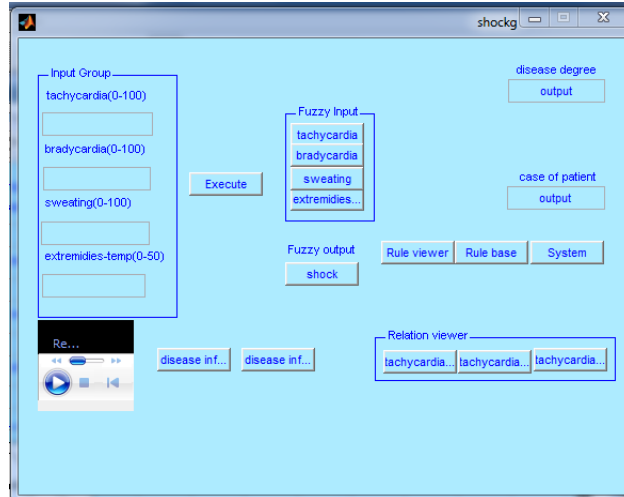 shockg
Input Group
tachycardia(0-100)
bradycardia(0-100)
sweating(0-100)
extremidies-temp(0-50)
Execute
Fuzzy Input
tachycardia
bradycardia
sweating
extremidies...
Fuzzy output
shock
disease degree
output
case of patient
output
Rule viewer
Rule base
System
Re...
disease inf...
disease inf...
Relation viewer
tachycardia...
tachycardia...
tachycardia...